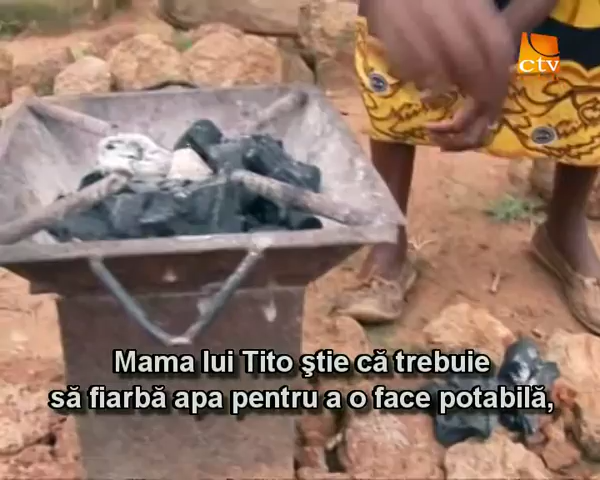 ctv
Mama lui Tito ştie că trebuie
să fiarbă apa pentru a o face potabilă,